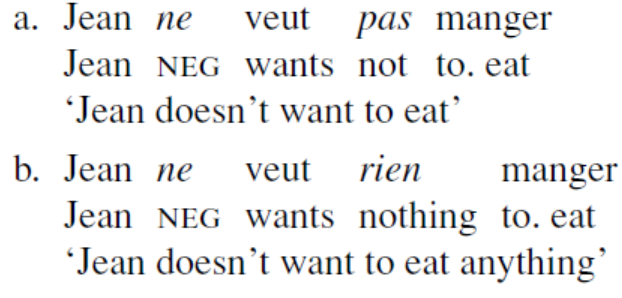 a. Jean ne veut pas manger
Jean NEG wants not to. eat
‘Jean doesn’t want to eat’
b. Jean ne veut rien manger
Jean NEG wants nothing to. eat
‘Jean doesn’t want to eat anything’